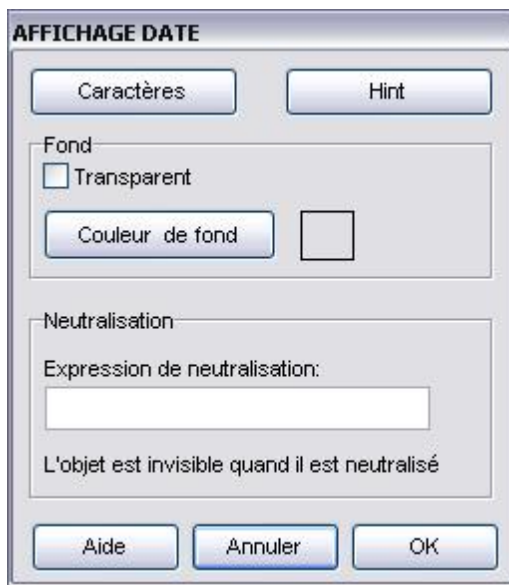 AFFICHAGE DATE
Caractères Hint
Fond
Transparent
Couleur de fond
Neutralisation
Expression de neutralisation:
L'objet est invisible quand il est neutralisé
Aide Annuler OK